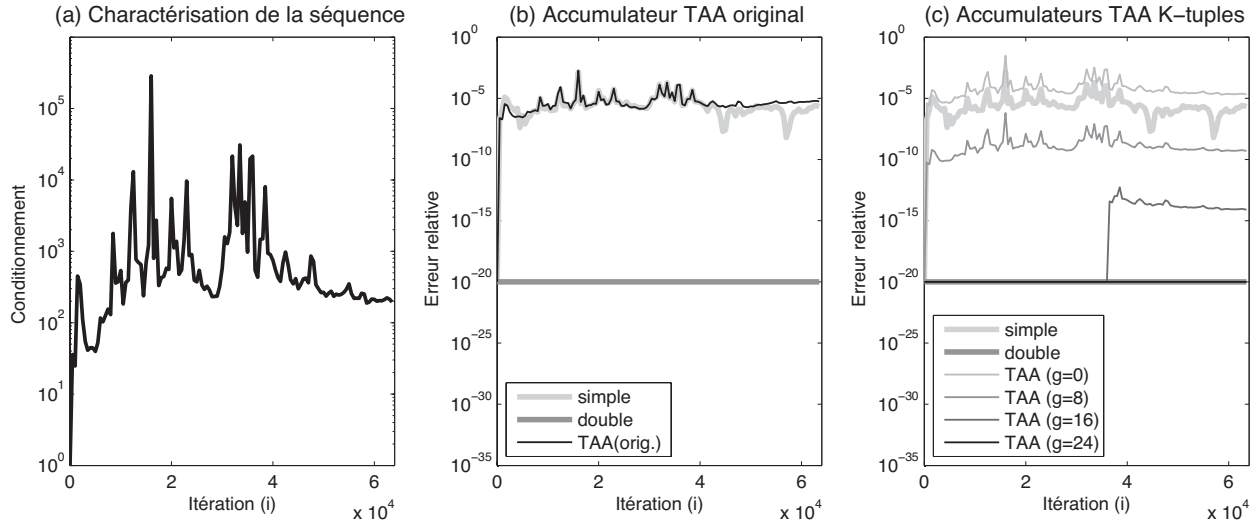 (a) Charactérisation de la séquence
Conditionnement
10^5
10^4
10^3
10^2
10^1
10^0
0
2
4
6
x 10^4
Itération (i)
(b) Accumulateur TAA original
Erreur relative
10^0
10^−5
10^−10
10^−15
10^−20
10^−25
10^−30
10^−35
simple
double
TAA(orig.)
0
2
4
6
x 10^4
Itération (i)
(c) Accumulateurs TAA K−tuples
Erreur relative
10^0
10^−5
10^−10
10^−15
10^−20
10^−25
10^−30
10^−35
simple
double
TAA (g=0)
TAA (g=8)
TAA (g=16)
TAA (g=24)
0
2
4
6
x 10^4
Itération (i)